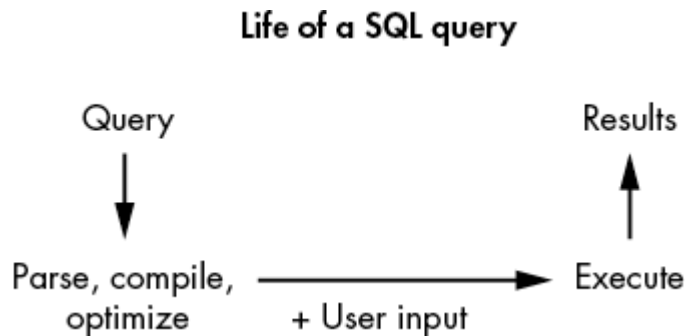 Life of a SQL query
Query
Results
Parse, compile,
optimize
+ User input
Execute